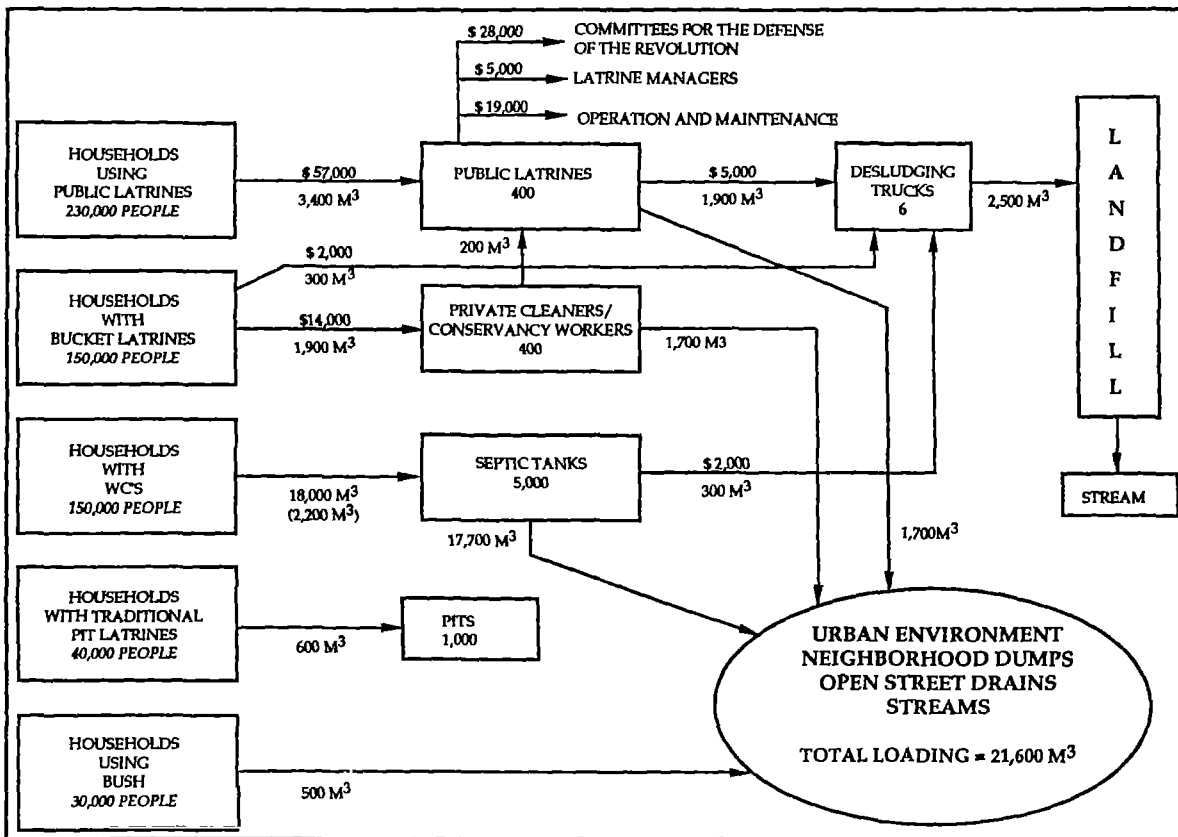 $ 28,000
COMMITTEES FOR THE DEFENSE
OF THE REVOLUTION
$ 5,000
LATRINE MANAGERS
$ 19,000
OPERATION AND MAINTENANCE
HOUSEHOLDS
USING
PUBLIC LATRINES
230,000 PEOPLE
$ 57,000
3,400 M³
PUBLIC LATRINES
400
$ 5,000
1,900 M³
DESLUDGING
TRUCKS
6
2,500 M³
L
A
N
D
F
I
L
L
STREAM
200 M³
$ 2,000
300 M³
HOUSEHOLDS
WITH
BUCKET LATRINES
150,000 PEOPLE
$14,000
1,900 M³
PRIVATE CLEANERS/
CONSERVANCY WORKERS
400
1,700 M3
HOUSEHOLDS
WITH
WC'S
150,000 PEOPLE
18,000 M³
(2,200 M³)
SEPTIC TANKS
5,000
$ 2,000
300 M³
17,700 M³
1,700M³
HOUSEHOLDS
WITH TRADITIONAL
PIT LATRINES
40,000 PEOPLE
600 M³
PITS
1,000
URBAN ENVIRONMENT
NEIGHBORHOOD DUMPS
OPEN STREET DRAINS
STREAMS
TOTAL LOADING = 21,600 M³
HOUSEHOLDS
USING
BUSH
30,000 PEOPLE
500 M³